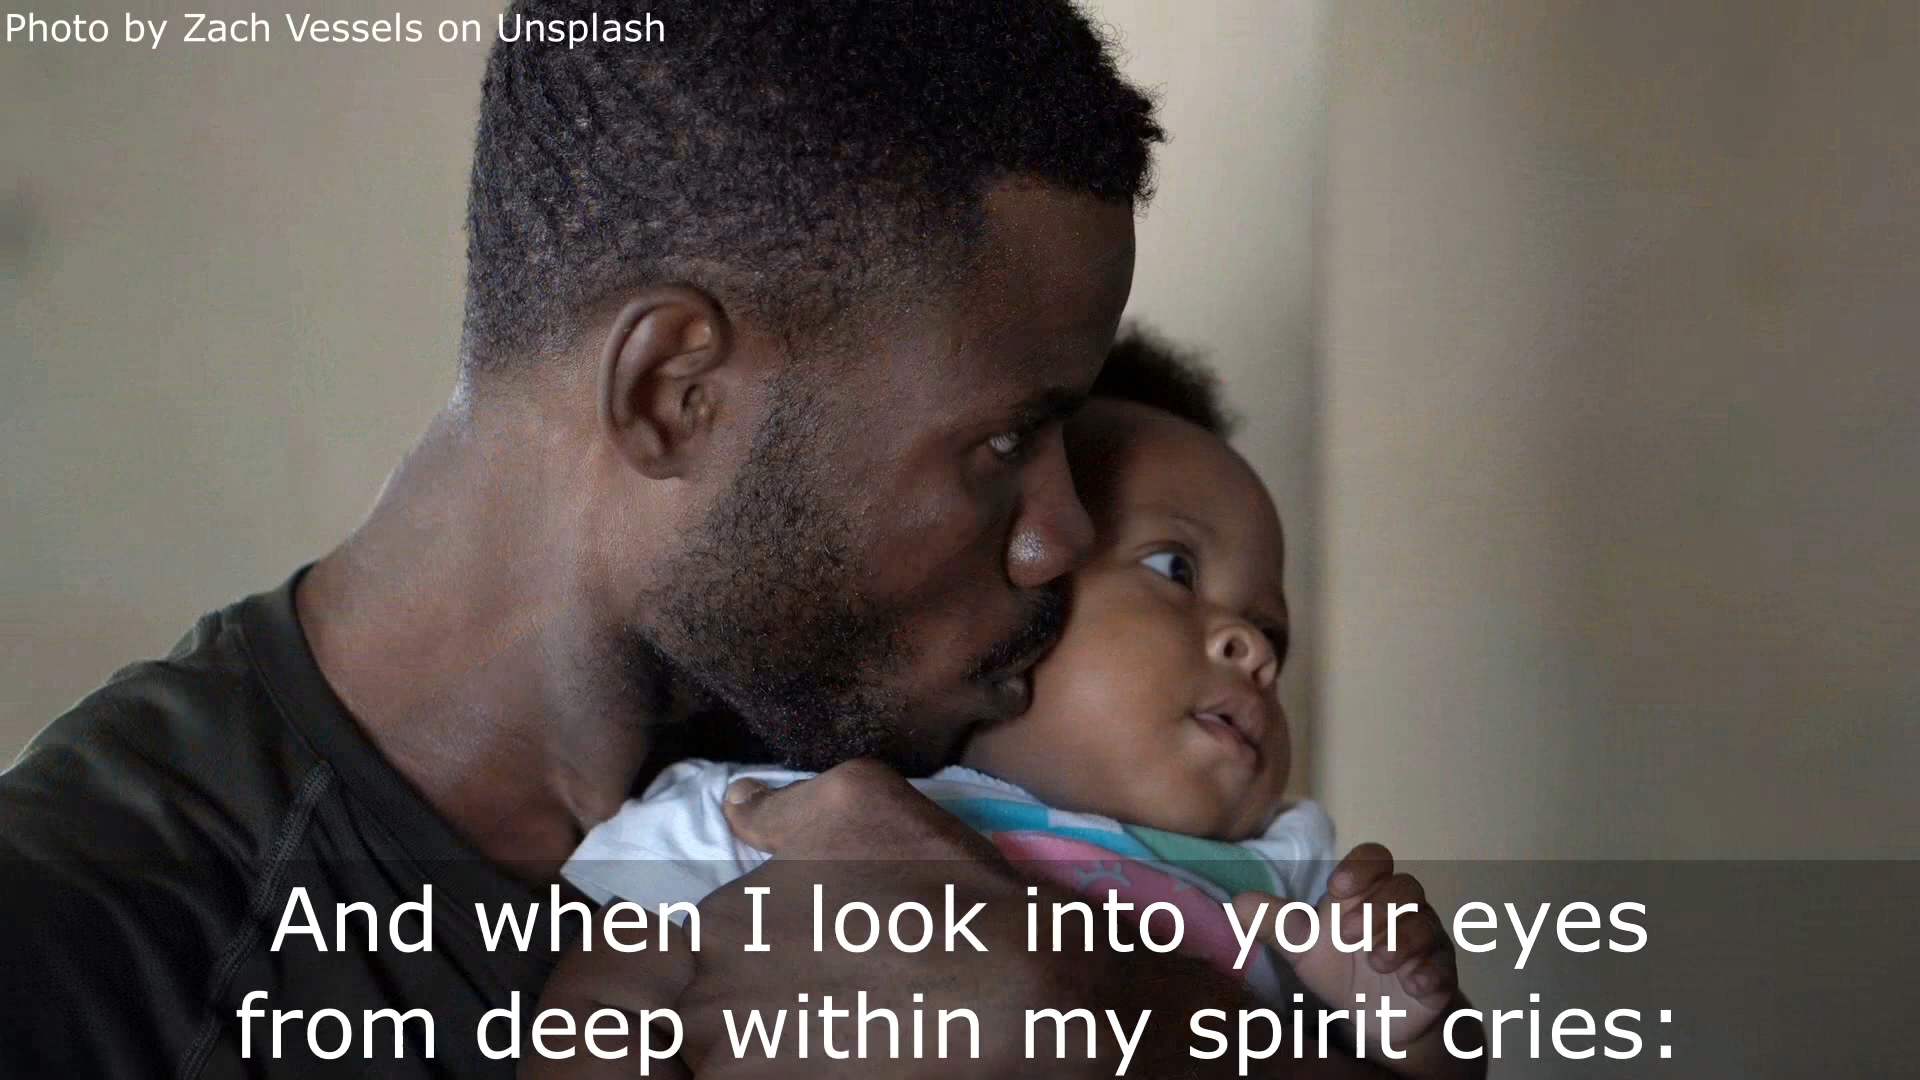 Photo by Zach Vessels on Unsplash
And when I look into your eyes
from deep within my spirit cries: